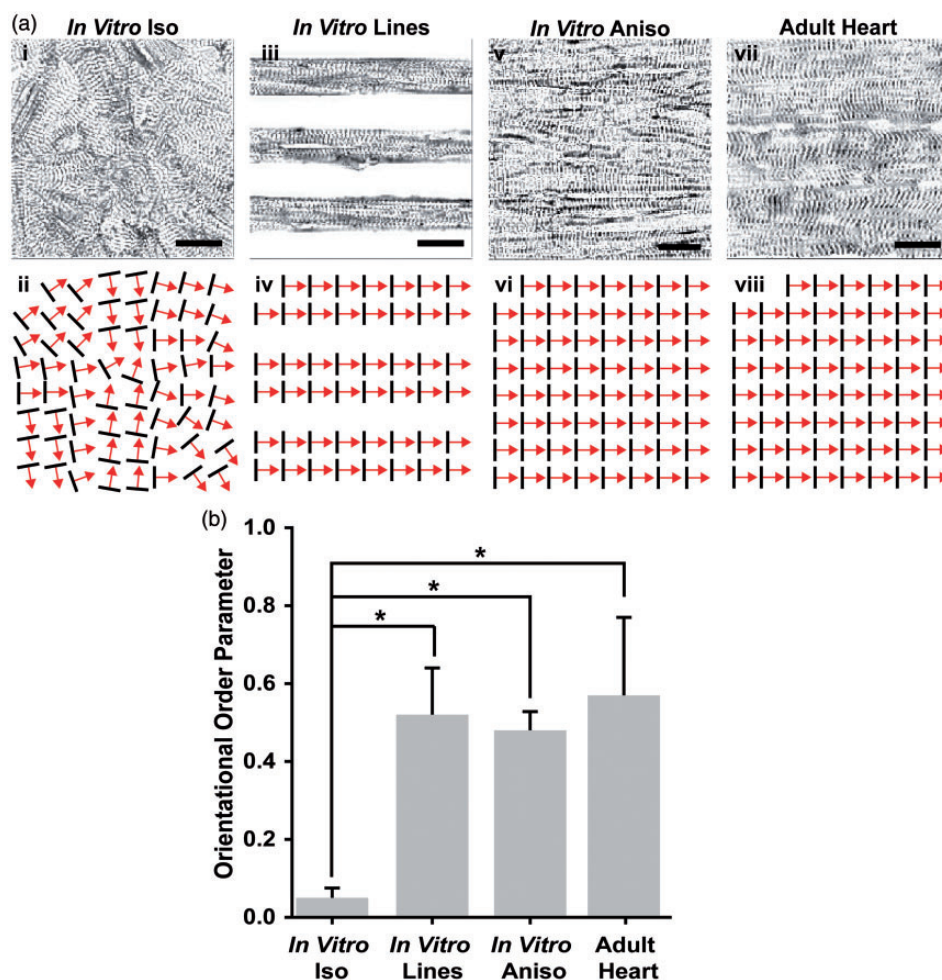 (a)
In Vitro Iso
In Vitro Lines
In Vitro Aniso
Adult Heart
i
iii
v
vii
ii
iv
vi
viii
(b)
Orientational Order Parameter
1.0
0.8
0.6
0.4
0.2
0.0
*
*
*
In Vitro
Iso
In Vitro
Lines
In Vitro
Aniso
Adult
Heart